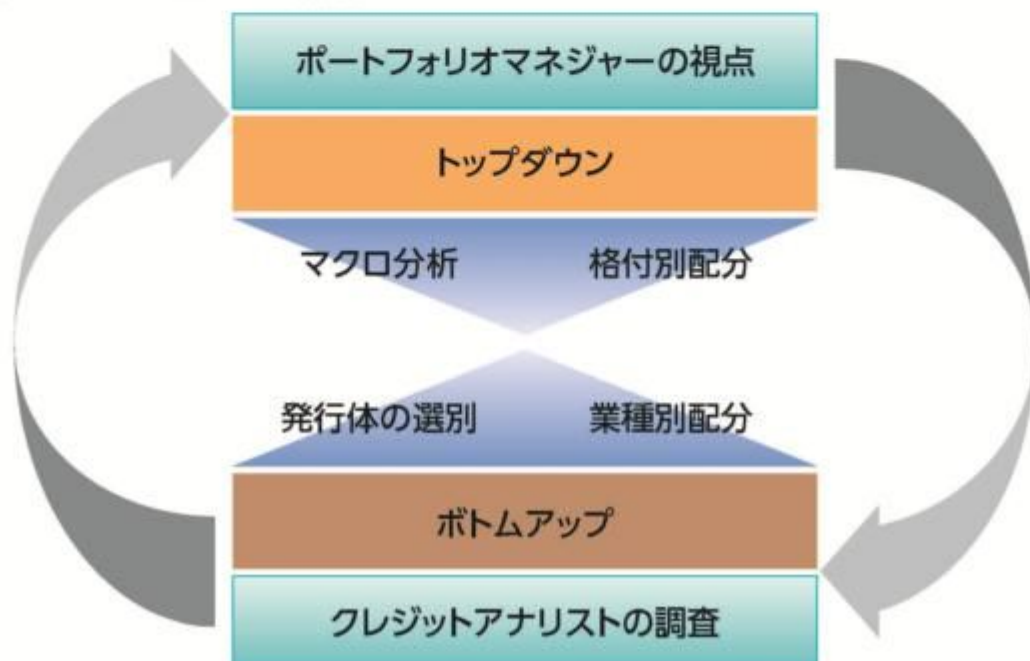 ポートフォリオマネジャーの視点
トップダウン
マクロ分析 格付別配分
発行体の選別 業種別配分
ボトムアップ
クレジットアナリストの調査